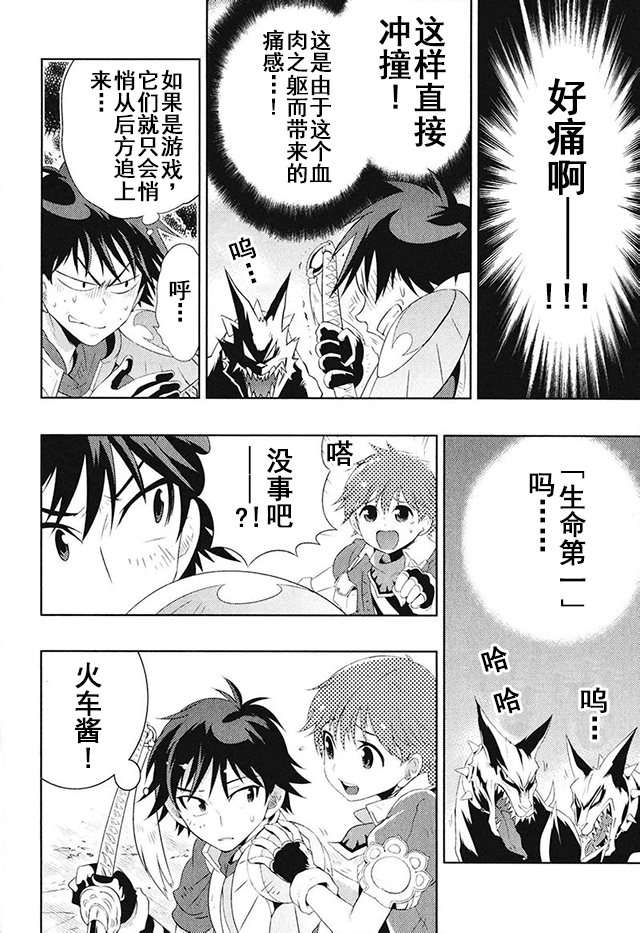 好痛啊
——!!!
这样直接
冲撞！
这是由于这个血
肉之躯而带来的
痛感…！
呜…
如果是游戏，
它们就只会悄
悄从后方追上
来…
呼…
「生命第一」
吗……
哈
哈
呜…
嗒
没事吧
——?!
火车酱！